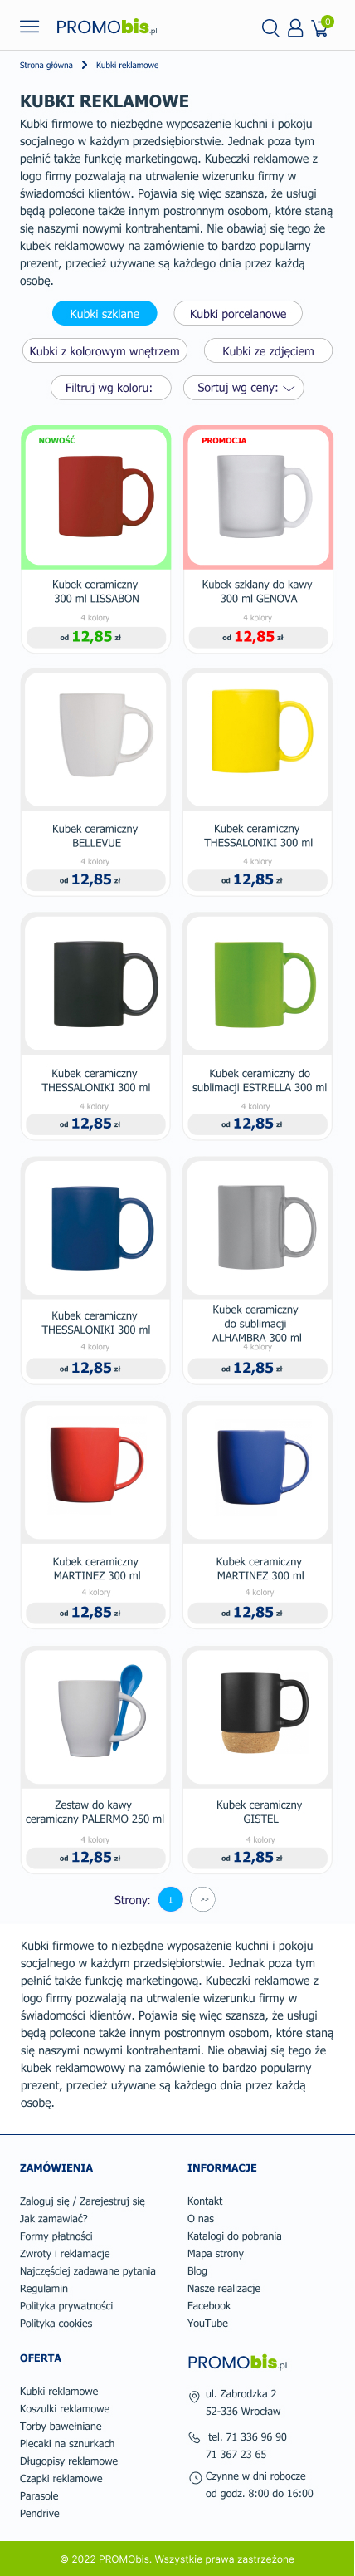 PROMObis.pl
0
Strona główna > Kubki reklamowe
KUBKI REKLAMOWE
Kubki firmowe to niezbędne wyposażenie kuchni i pokoju
socjalnego w każdym przedsiębiorstwie. Jednak poza tym
pełnić także funkcję marketingową. Kubeczki reklamowe z
logo firmy pozwalają na utrwalenie wizerunku firmy w
świadomości klientów. Pojawia się więc szansza, że usługi
będą polecone także innym postronnym osobom, które staną
się naszymi nowymi kontrahentami. Nie obawiaj się tego że
kubek reklamowowy na zamówienie to bardzo popularny
prezent, przecież używane są każdego dnia przez każdą
osobę.
Kubki szklane
Kubki porcelanowe
Kubki z kolorowym wnętrzem
Kubki ze zdjęciem
Filtruj wg koloru:
Sortuj wg ceny:
NOWOŚĆ
PROMOCJA
Kubek ceramiczny
300 ml LISSABON
4 kolory
od 12,85 zł
Kubek szklany do kawy
300 ml GENOVA
4 kolory
od 12,85 zł
Kubek ceramiczny
BELLEVUE
4 kolory
od 12,85 zł
Kubek ceramiczny
THESSALONIKI 300 ml
4 kolory
od 12,85 zł
Kubek ceramiczny
THESSALONIKI 300 ml
4 kolory
od 12,85 zł
Kubek ceramiczny do
sublimacji ESTRELLA 300 ml
4 kolory
od 12,85 zł
Kubek ceramiczny
THESSALONIKI 300 ml
4 kolory
od 12,85 zł
Kubek ceramiczny
do sublimacji
ALHAMBRA 300 ml
4 kolory
od 12,85 zł
Kubek ceramiczny
MARTINEZ 300 ml
4 kolory
od 12,85 zł
Kubek ceramiczny
MARTINEZ 300 ml
4 kolory
od 12,85 zł
Zestaw do kawy
ceramiczny PALERMO 250 ml
4 kolory
od 12,85 zł
Kubek ceramiczny
GISTEL
4 kolory
od 12,85 zł
Strony: 1 >>
Kubki firmowe to niezbędne wyposażenie kuchni i pokoju
socjalnego w każdym przedsiębiorstwie. Jednak poza tym
pełnić także funkcję marketingową. Kubeczki reklamowe z
logo firmy pozwalają na utrwalenie wizerunku firmy w
świadomości klientów. Pojawia się więc szansza, że usługi
będą polecone także innym postronnym osobom, które staną
się naszymi nowymi kontrahentami. Nie obawiaj się tego że
kubek reklamowowy na zamówienie to bardzo popularny
prezent, przecież używane są każdego dnia przez każdą
osobę.
ZAMÓWIENIA
Zaloguj się / Zarejestruj się
Jak zamawiać?
Formy płatności
Zwroty i reklamacje
Najczęściej zadawane pytania
Regulamin
Polityka prywatności
Polityka cookies
INFORMACJE
Kontakt
O nas
Katalogi do pobrania
Mapa strony
Blog
Nasze realizacje
Facebook
YouTube
OFERTA
Kubki reklamowe
Koszulki reklamowe
Torby bawełniane
Plecaki na sznurkach
Długopisy reklamowe
Czapki reklamowe
Parasole
Pendrive
PROMObis.pl
ul. Zabrodzka 2
52-336 Wrocław
tel. 71 336 96 90
71 367 23 65
Czynne w dni robocze
od godz. 8:00 do 16:00
© 2022 PROMObis. Wszystkie prawa zastrzeżone